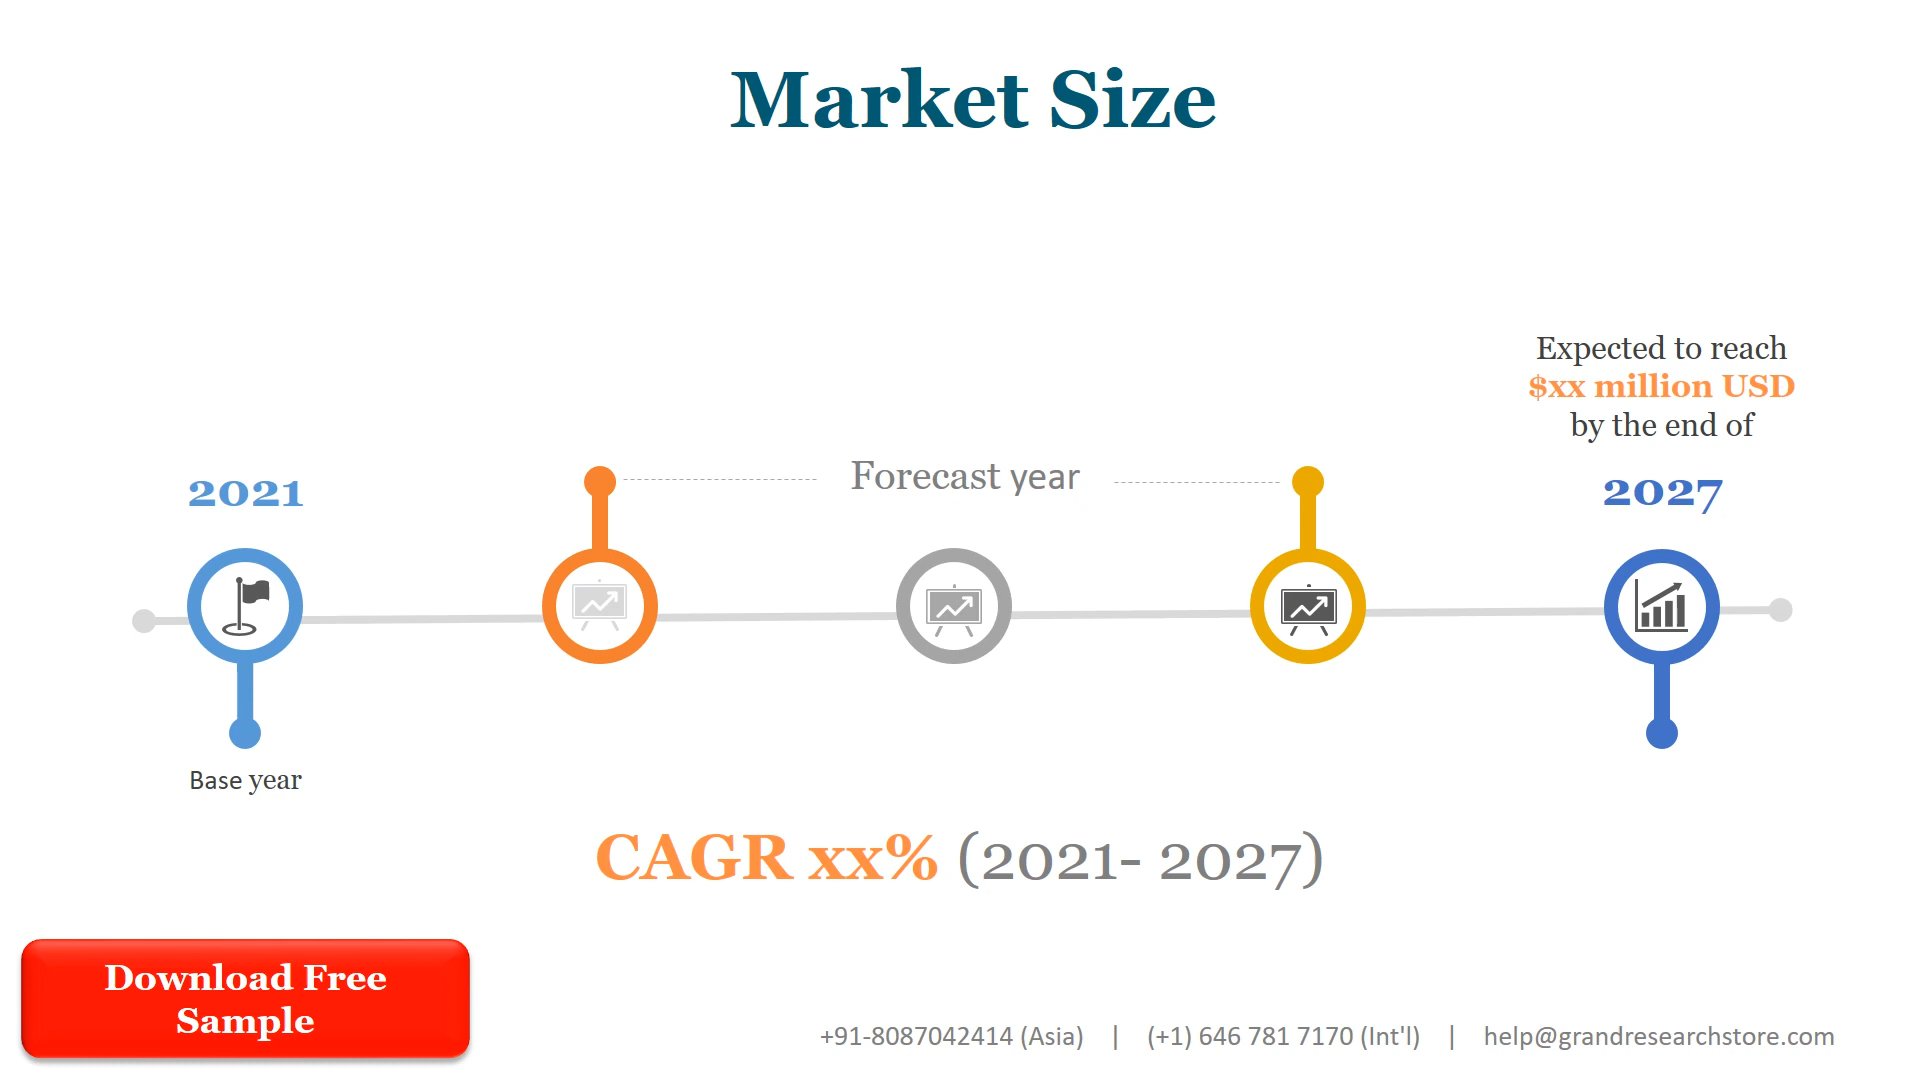 Market Size
Expected to reach
$xx million USD
by the end of
2021
Forecast year
2027
Base year
CAGR xx% (2021- 2027)
Download Free
Sample
+91-8087042414 (Asia) | (+1) 646 781 7170 (Int'l) | help@grandresearchstore.com